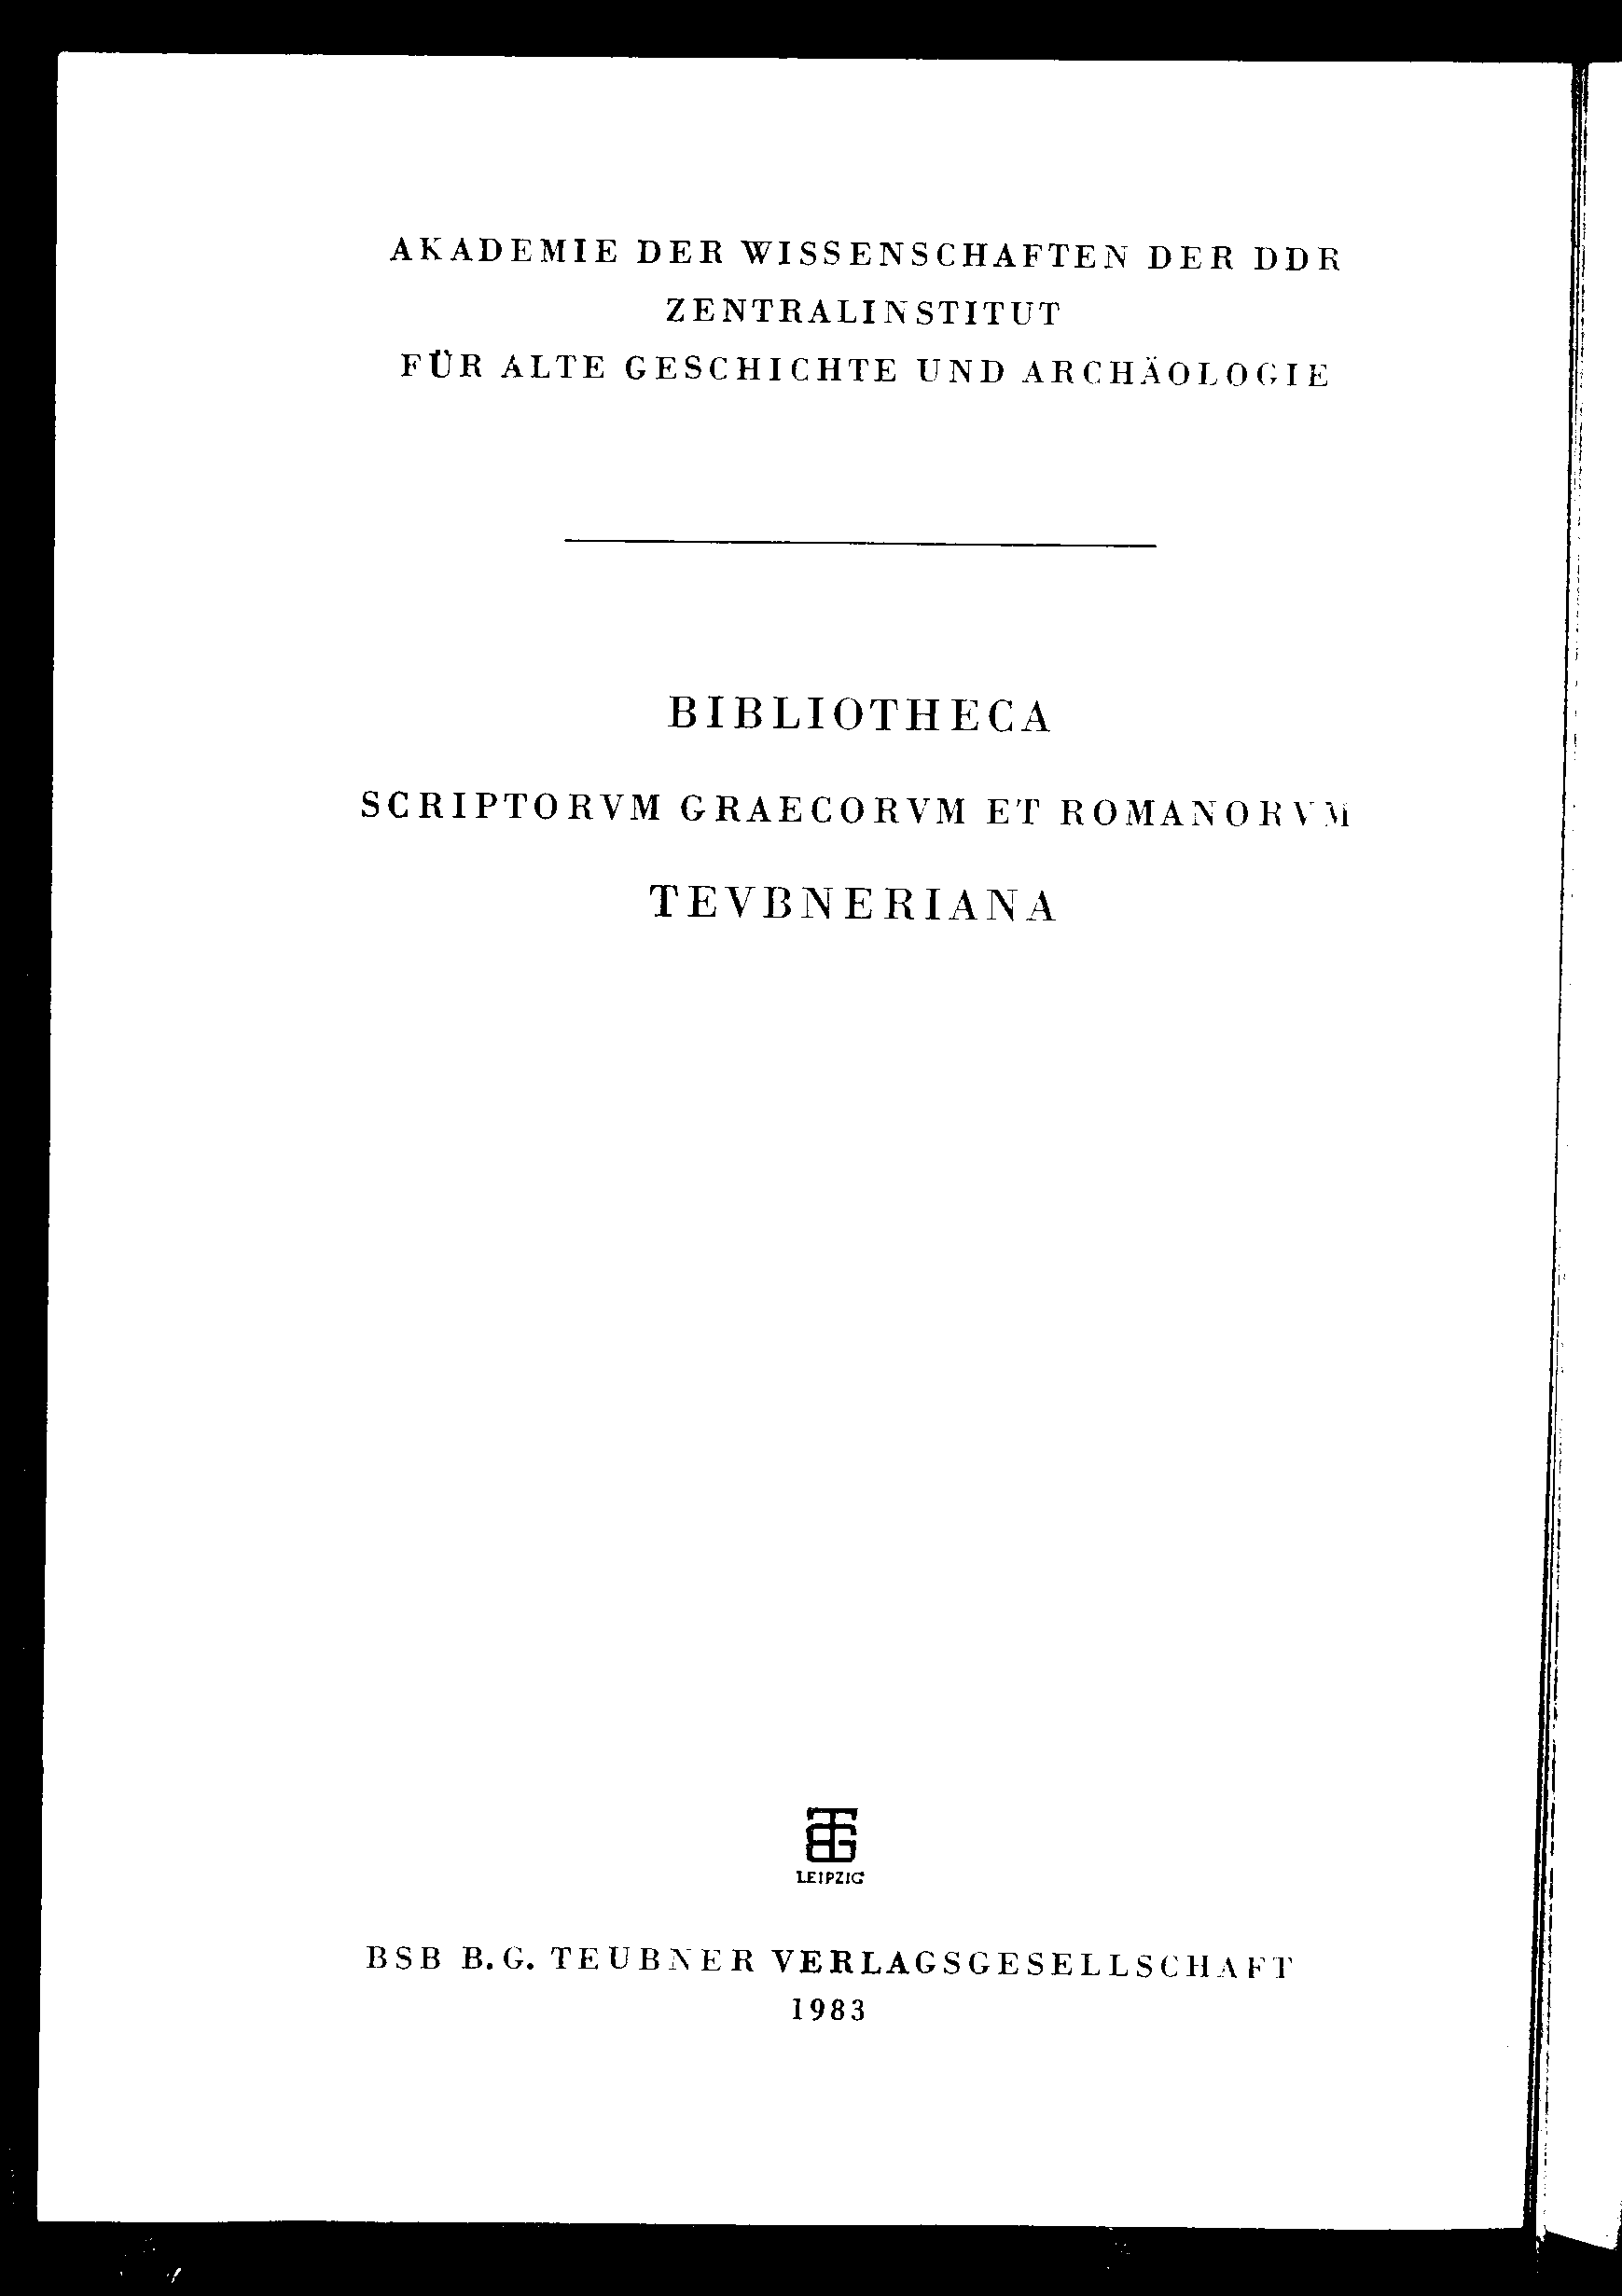 AKADEMIE DER WISSENSCHAFTEN DER DDR
ZENTRALINSTITUT
FÜR ALTE GESCHICHTE UND ARCHÄOLOGIE
BIBLIOTHECA
SCRIPTORVM GRAECORVM ET ROMANORVM
TEVBNERIANA
LEIPZIG
BSB B. G. TEUBNER VERLAGSGESELLSCHAFT
1983